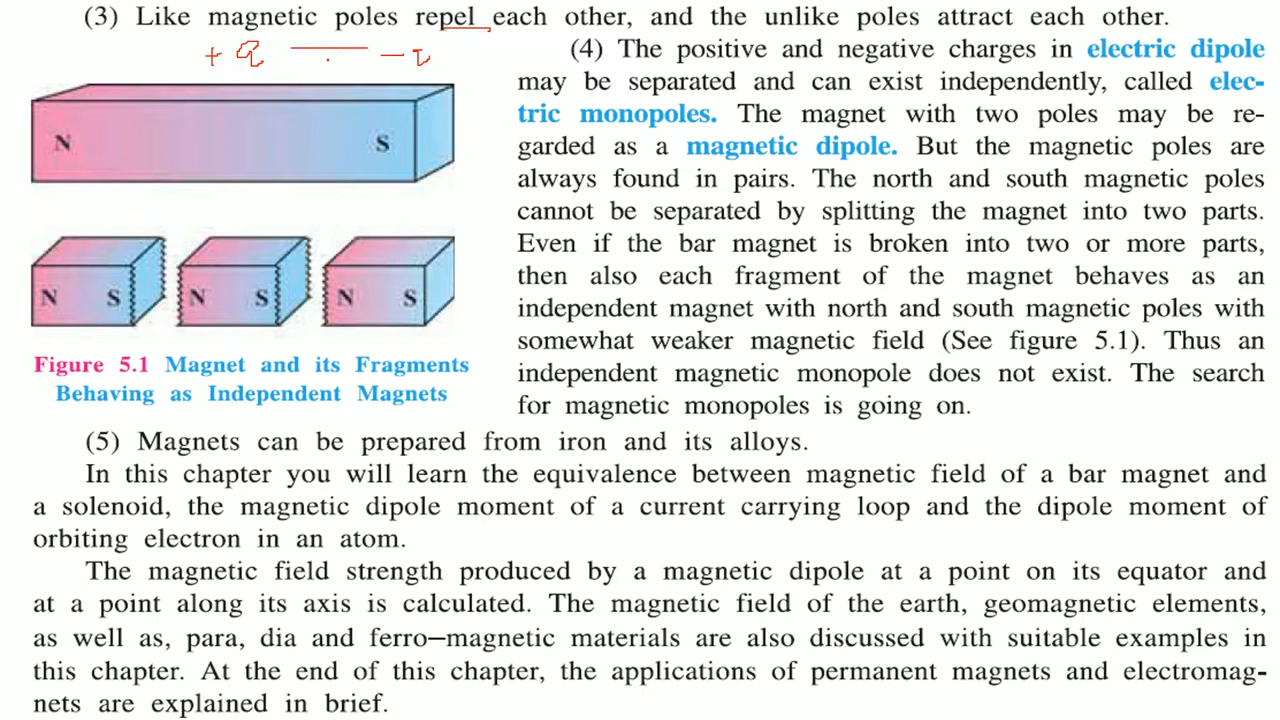 (3) Like magnetic poles repel each other, and the unlike poles attract each other.
+ q — - q
(4) The positive and negative charges in electric dipole
may be separated and can exist independently, called elec-
tric monopoles. The magnet with two poles may be re-
garded as a magnetic dipole. But the magnetic poles are
always found in pairs. The north and south magnetic poles
cannot be separated by splitting the magnet into two parts.
Even if the bar magnet is broken into two or more parts,
then also each fragment of the magnet behaves as an
independent magnet with north and south magnetic poles with
somewhat weaker magnetic field (See figure 5.1). Thus an
independent magnetic monopole does not exist. The search
for magnetic monopoles is going on.
N S
N S N S N S
Figure 5.1 Magnet and its Fragments
Behaving as Independent Magnets
(5) Magnets can be prepared from iron and its alloys.
In this chapter you will learn the equivalence between magnetic field of a bar magnet and
a solenoid, the magnetic dipole moment of a current carrying loop and the dipole moment of
orbiting electron in an atom.
The magnetic field strength produced by a magnetic dipole at a point on its equator and
at a point along its axis is calculated. The magnetic field of the earth, geomagnetic elements,
as well as, para, dia and ferro–magnetic materials are also discussed with suitable examples in
this chapter. At the end of this chapter, the applications of permanent magnets and electromag-
nets are explained in brief.